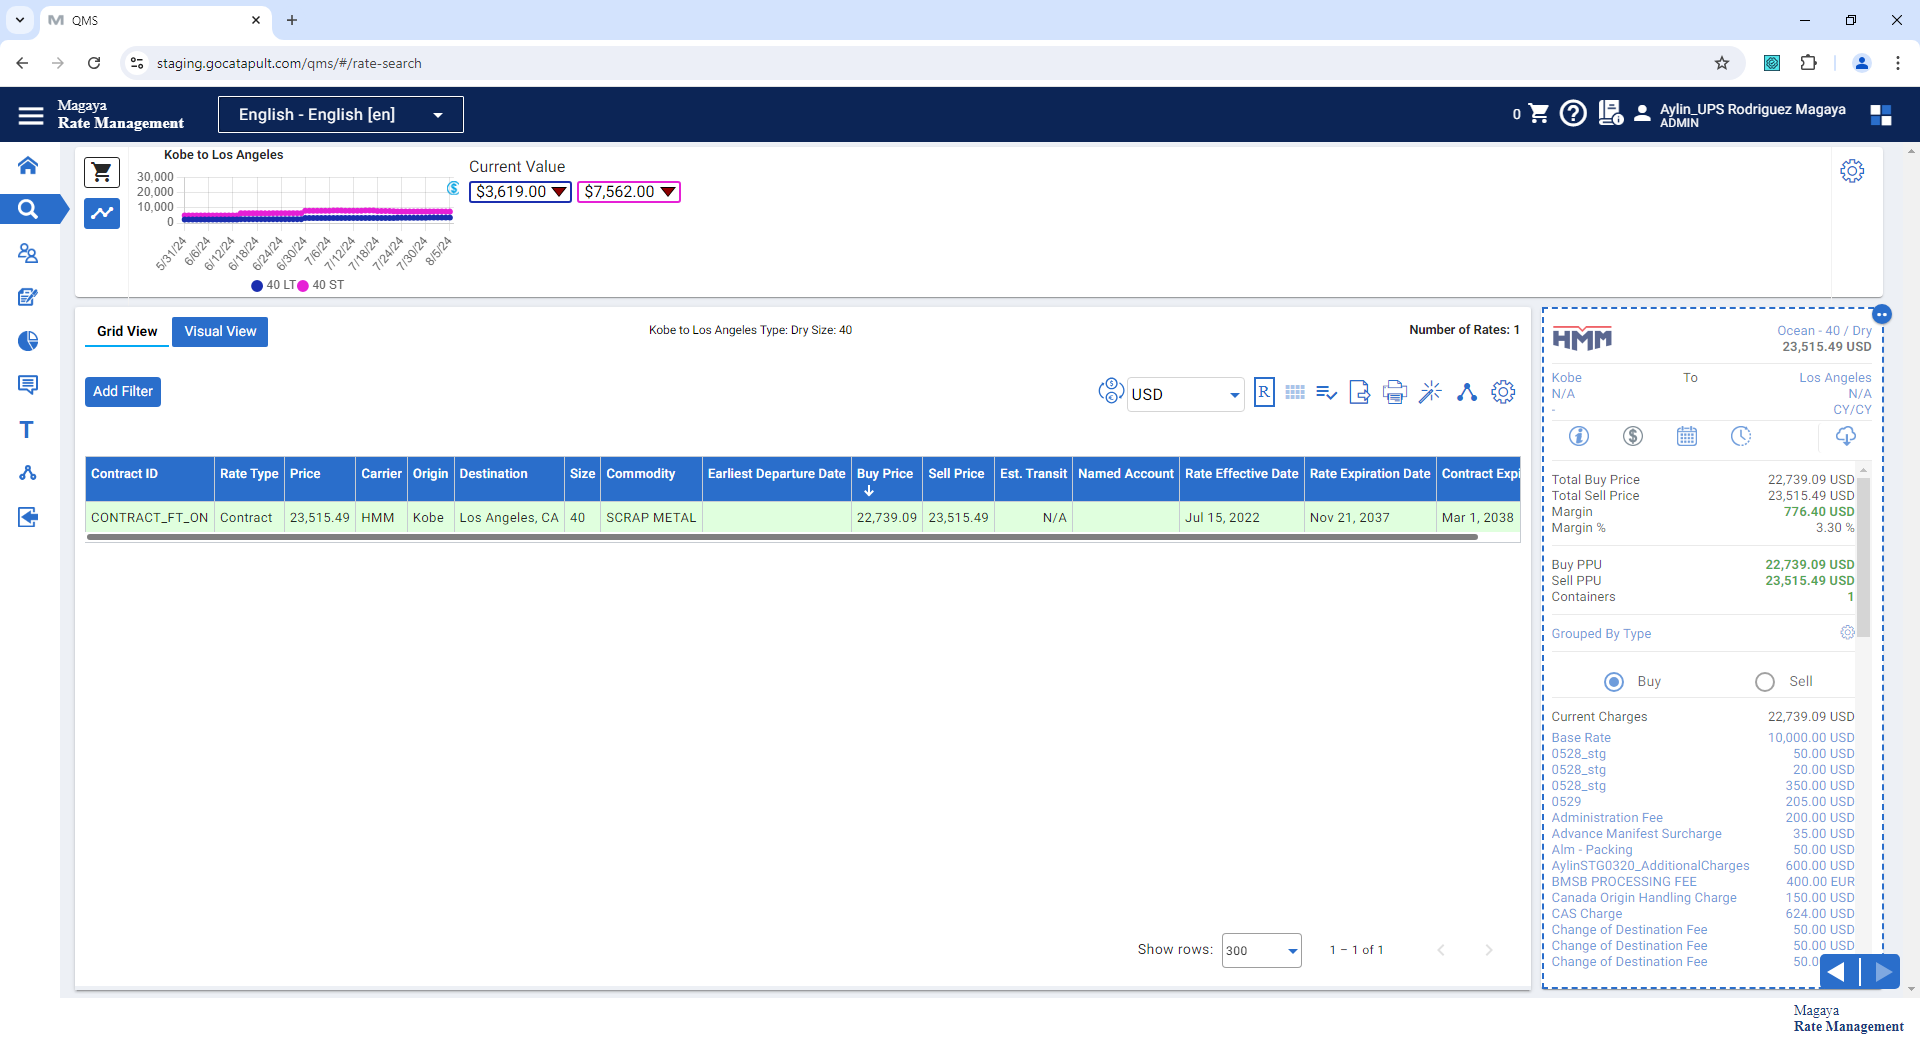 QMS
staging.gocatapult.com/qms/#/rate-search
Magaya
Rate Management
English - English [en]
0
Aylin_UPS Rodriguez Magaya
ADMIN
Kobe to Los Angeles
30,000
20,000
10,000
0
5/31/24
6/6/24
6/12/24
6/18/24
6/24/24
6/30/24
7/6/24
7/12/24
7/18/24
7/24/24
7/30/24
8/5/24
40 LT 40 ST
Current Value
$3,619.00 $7,562.00
Grid View
Visual View
Kobe to Los Angeles Type: Dry Size: 40
Number of Rates: 1
Add Filter
USD
R
Contract ID Rate Type Price Carrier Origin Destination Size Commodity Earliest Departure Date Buy Price Sell Price Est. Transit Named Account Rate Effective Date Rate Expiration Date Contract Expi
CONTRACT_FT_ON Contract 23,515.49 HMM Kobe Los Angeles, CA 40 SCRAP METAL 22,739.09 23,515.49 N/A Jul 15, 2022 Nov 21, 2037 Mar 1, 2038
Show rows: 300 1 – 1 of 1
HMM
Ocean - 40 / Dry
23,515.49 USD
Kobe To Los Angeles
N/A N/A
- CY/CY
Total Buy Price 22,739.09 USD
Total Sell Price 23,515.49 USD
Margin 776.40 USD
Margin % 3.30 %
Buy PPU 22,739.09 USD
Sell PPU 23,515.49 USD
Containers 1
Grouped By Type
Buy Sell
Current Charges 22,739.09 USD
Base Rate 10,000.00 USD
0528_stg 50.00 USD
0528_stg 20.00 USD
0528_stg 350.00 USD
0529 205.00 USD
Administration Fee 200.00 USD
Advance Manifest Surcharge 35.00 USD
Alm - Packing 50.00 USD
AylinSTG0320_AdditionalCharges 600.00 USD
BMSB PROCESSING FEE 400.00 EUR
Canada Origin Handling Charge 150.00 USD
CAS Charge 624.00 USD
Change of Destination Fee 50.00 USD
Change of Destination Fee 50.00 USD
Change of Destination Fee 50.0
Magaya
Rate Management